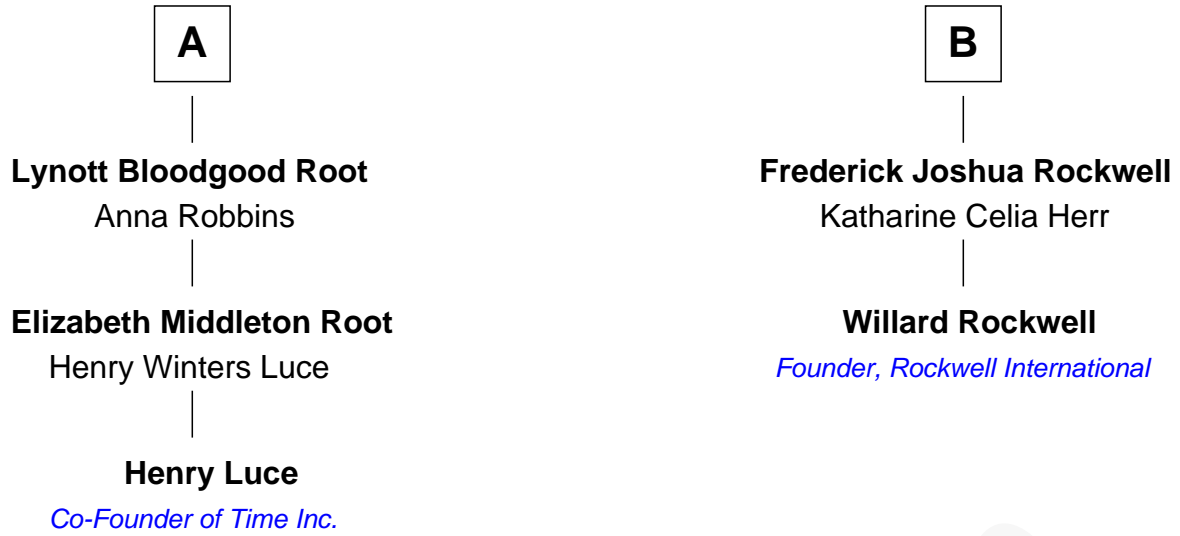 A
Lynott Bloodgood Root
Anna Robbins
Elizabeth Middleton Root
Henry Winters Luce
Henry Luce
Co-Founder of Time Inc.
B
Frederick Joshua Rockwell
Katharine Celia Herr
Willard Rockwell
Founder, Rockwell International